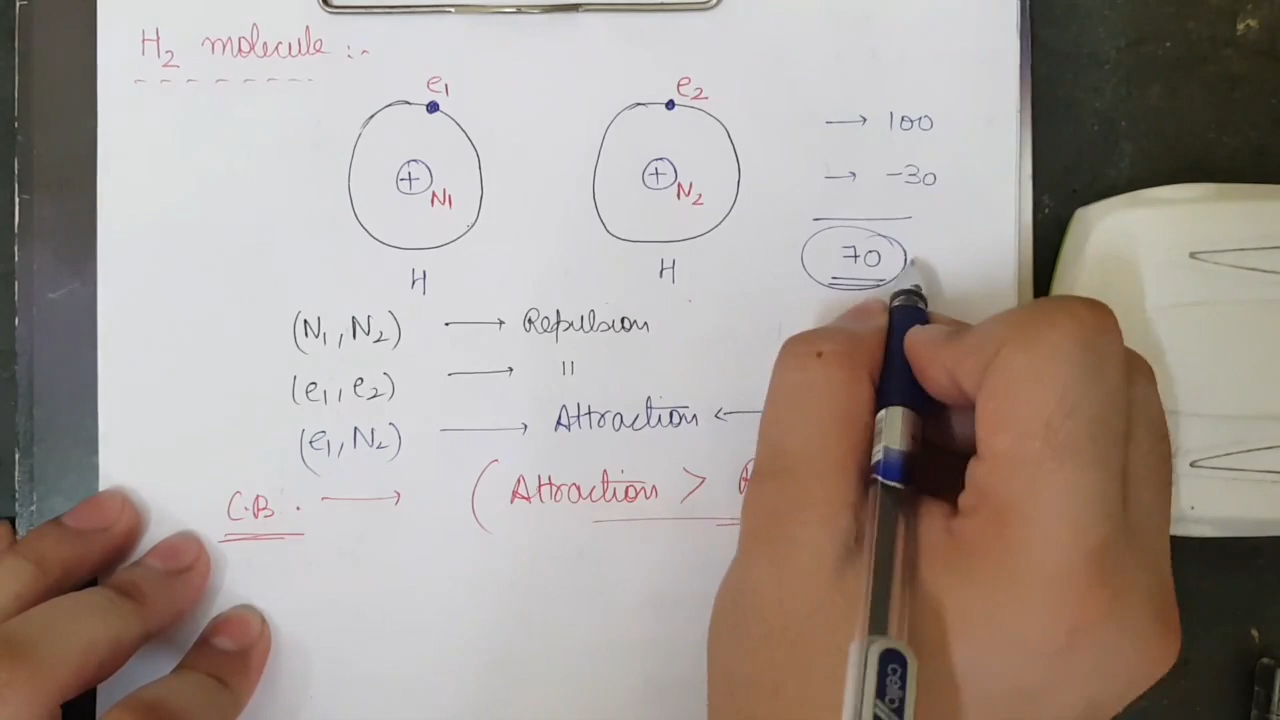 H2 molecule :-
e1
e2
→ 100
+
N1
+
N2
→ -30
70
H
H
(N1, N2) → Repulsion
(e1, e2) → "
(e1, N2) → Attraction ←
C.B. → (Attraction >
cello